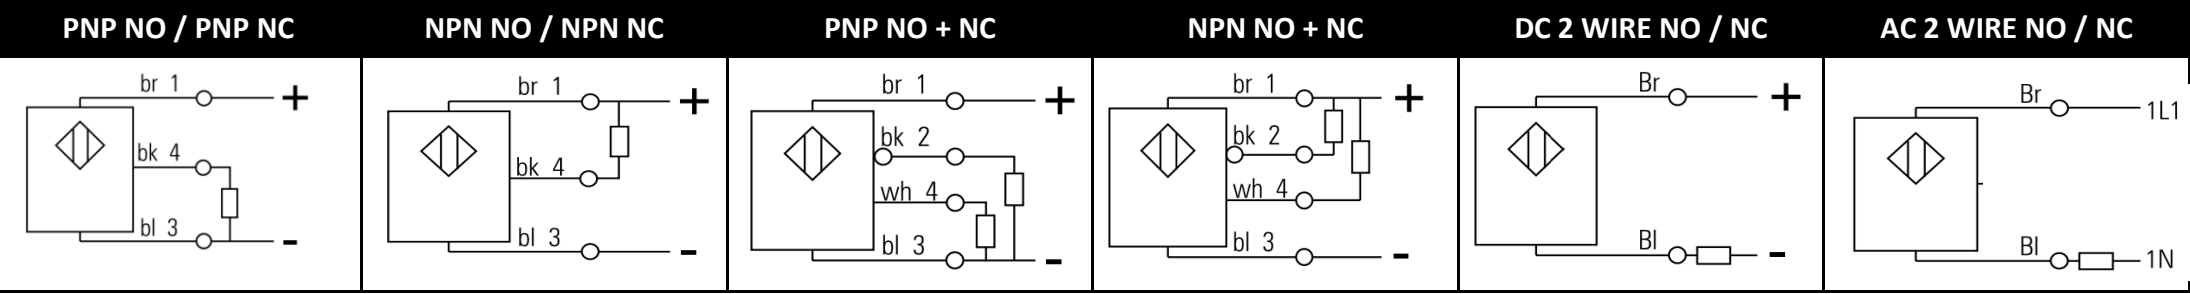 PNP NO / PNP NC
NPN NO / NPN NC
PNP NO + NC
NPN NO + NC
DC 2 WIRE NO / NC
AC 2 WIRE NO / NC
br 1
+
bk 4
bl 3
-
br 1
+
bk 4
bl 3
-
br 1
+
bk 2
wh 4
bl 3
-
br 1
+
bk 2
wh 4
bl 3
-
Br
+
Bl
-
Br
1L1
Bl
1N